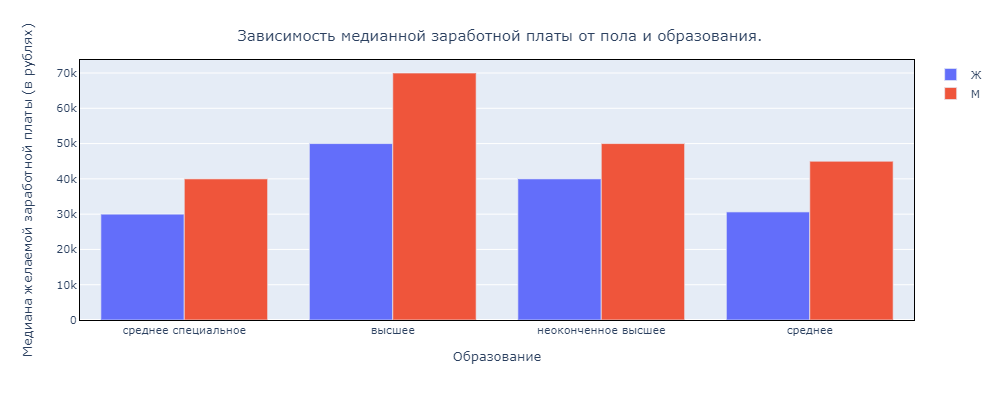 Зависимость медианной заработной платы от пола и образования.
Медиана желаемой заработной платы (в рублях)
70k
60k
50k
40k
30k
20k
10k
0
среднее специальное
высшее
неоконченное высшее
среднее
Образование
ж
м